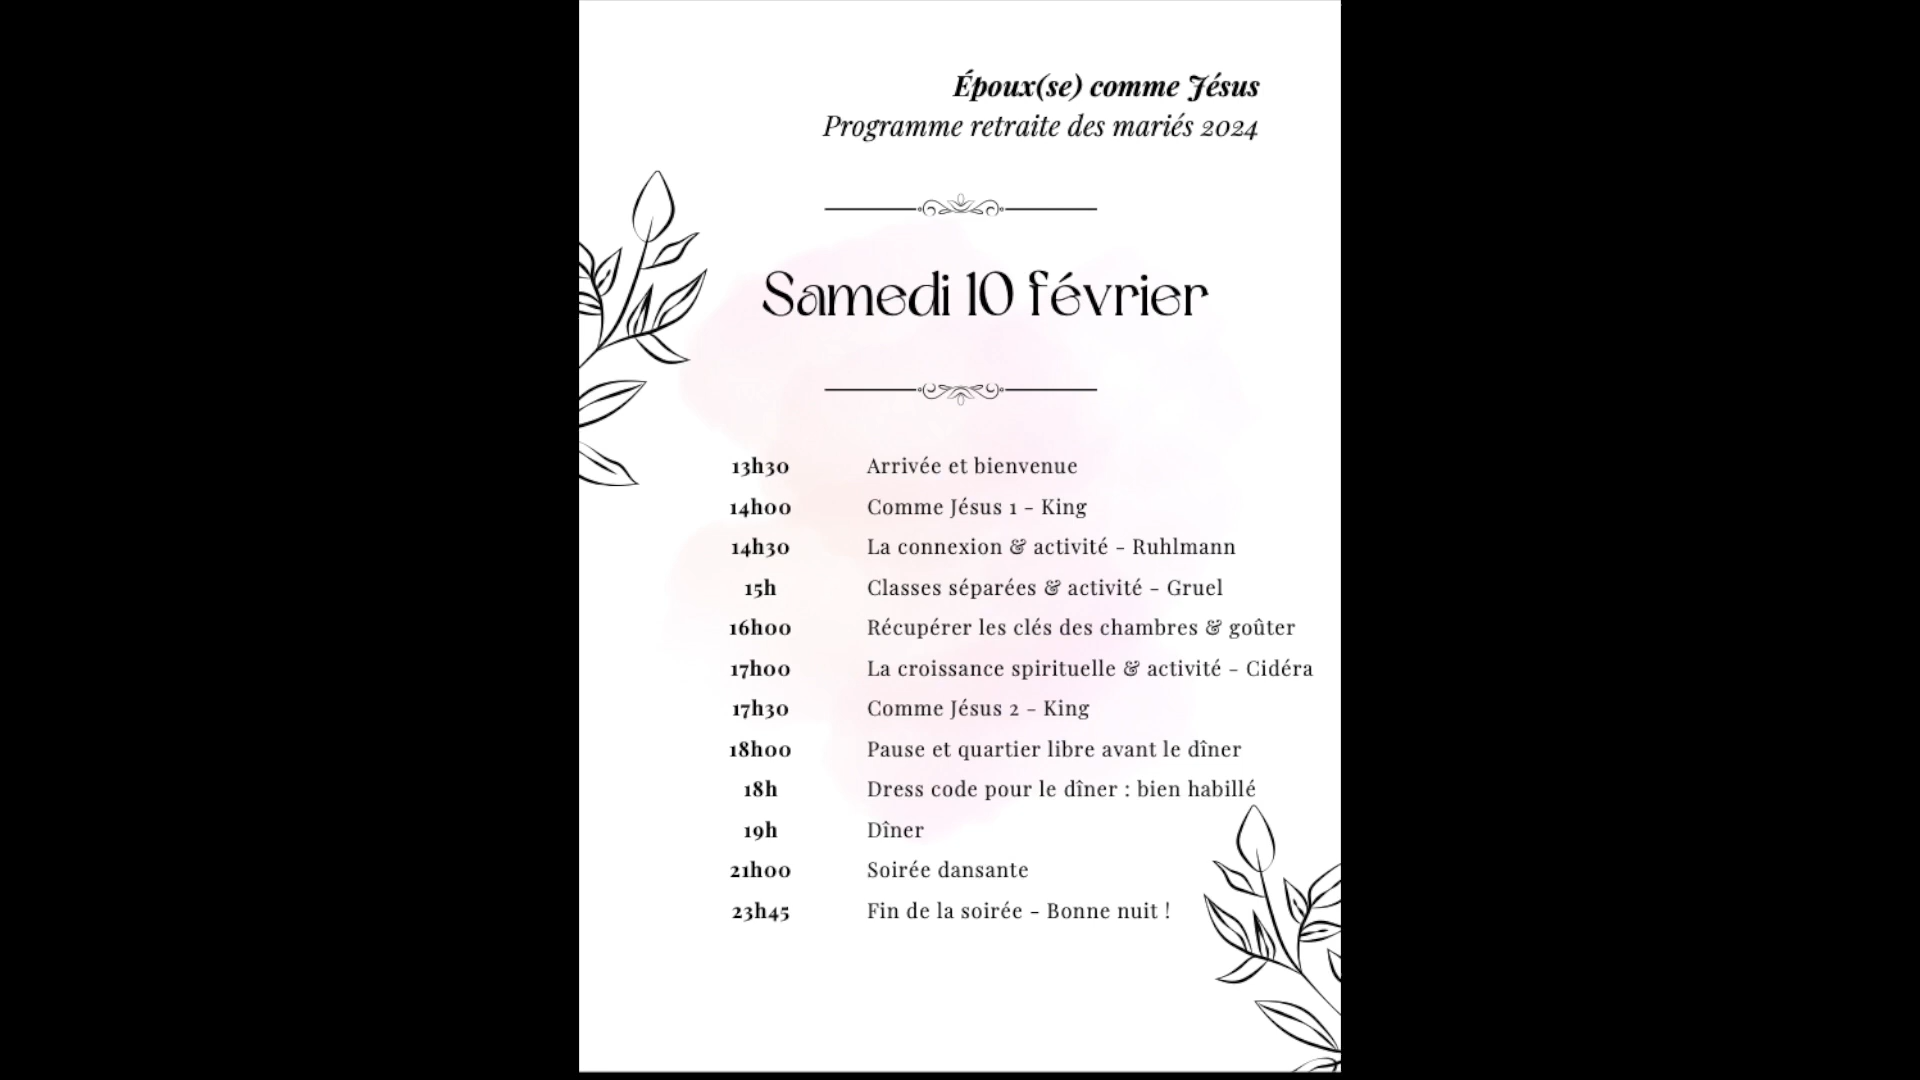 Époux(se) comme Jésus
Programme retraite des mariés 2024
Samedi 10 février
13h30 Arrivée et bienvenue
14h00 Comme Jésus 1 - King
14h30 La connexion & activité - Ruhlmann
15h Classes séparées & activité - Gruel
16h00 Récupérer les clés des chambres & goûter
17h00 La croissance spirituelle & activité - Cidéra
17h30 Comme Jésus 2 - King
18h00 Pause et quartier libre avant le dîner
18h Dress code pour le dîner : bien habillé
19h Dîner
21h00 Soirée dansante
23h45 Fin de la soirée - Bonne nuit !